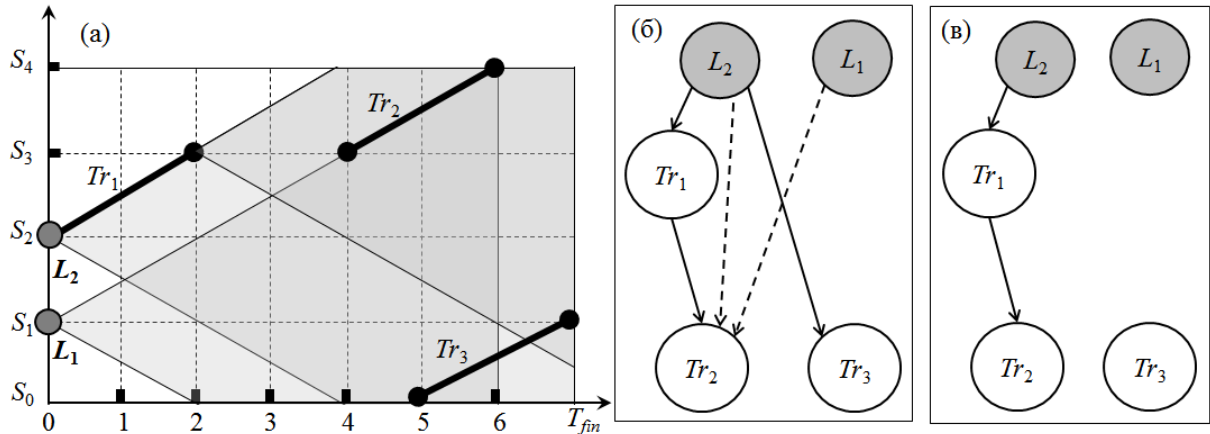 (а)
S4
S3
S2
S1
S0
Tr1
Tr2
Tr3
L2
L1
0 1 2 3 4 5 6 Tfin
(б)
L2
L1
Tr1
Tr2
Tr3
(в)
L2
L1
Tr1
Tr2
Tr3